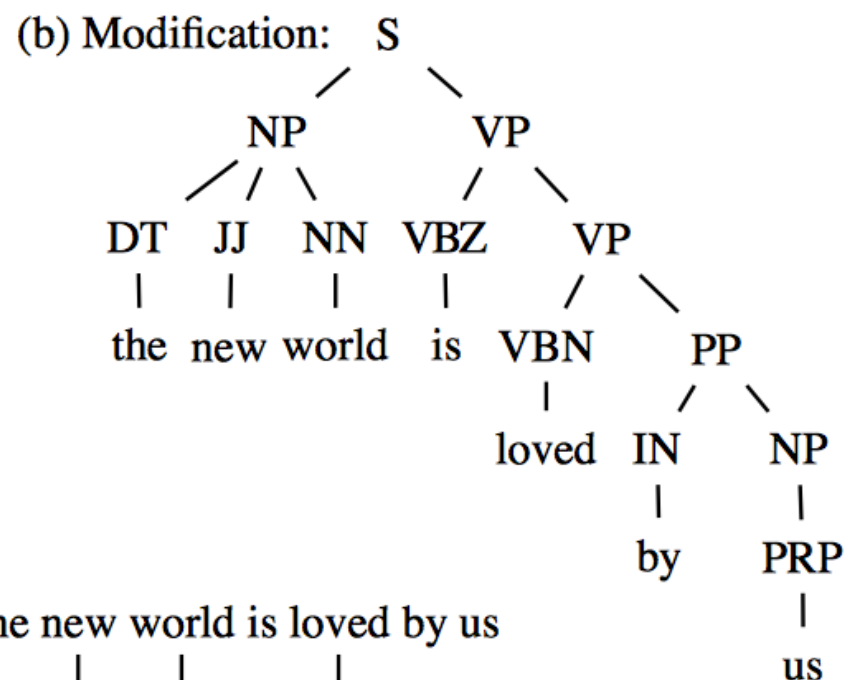 (b) Modification: S
NP VP
DT JJ NN VBZ VP
the new world is VBN PP
loved IN NP
by PRP
new world is loved by us
us